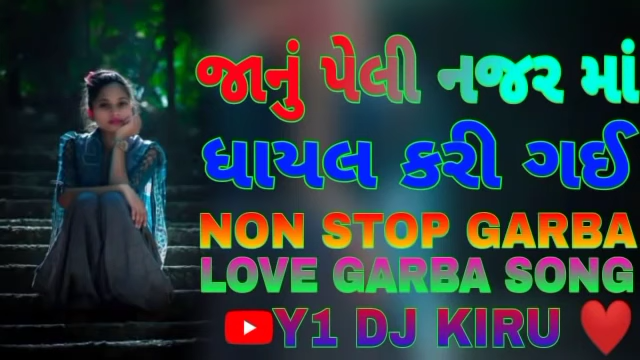 જાનું પેલી નજર માં
ઘાયલ કરી ગઈ
NON STOP GARBA
LOVE GARBA SONG
Y1 DJ KIRU ❤️